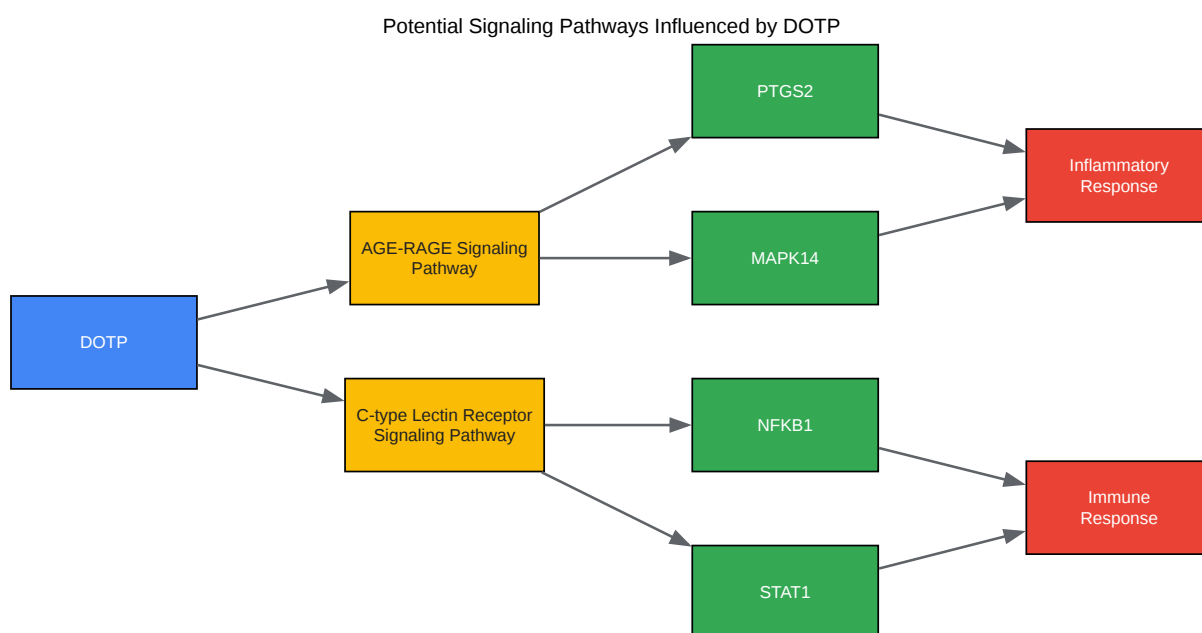 Potential Signaling Pathways Influenced by DOTP
PTGS2
Inflammatory
Response
MAPK14
AGE-RAGE Signaling
Pathway
DOTP
C-type Lectin Receptor
Signaling Pathway
NFKB1
Immune
Response
STAT1